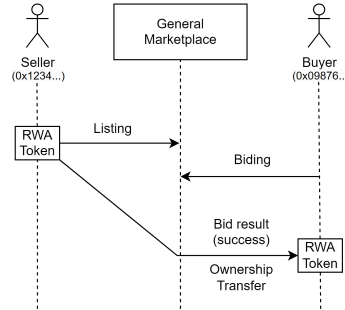 General
Marketplace
Seller
(0x1234...)
Buyer
(0x09876..
RWA
Token
Listing
Biding
Bid result
(success)
RWA
Token
Ownership
Transfer